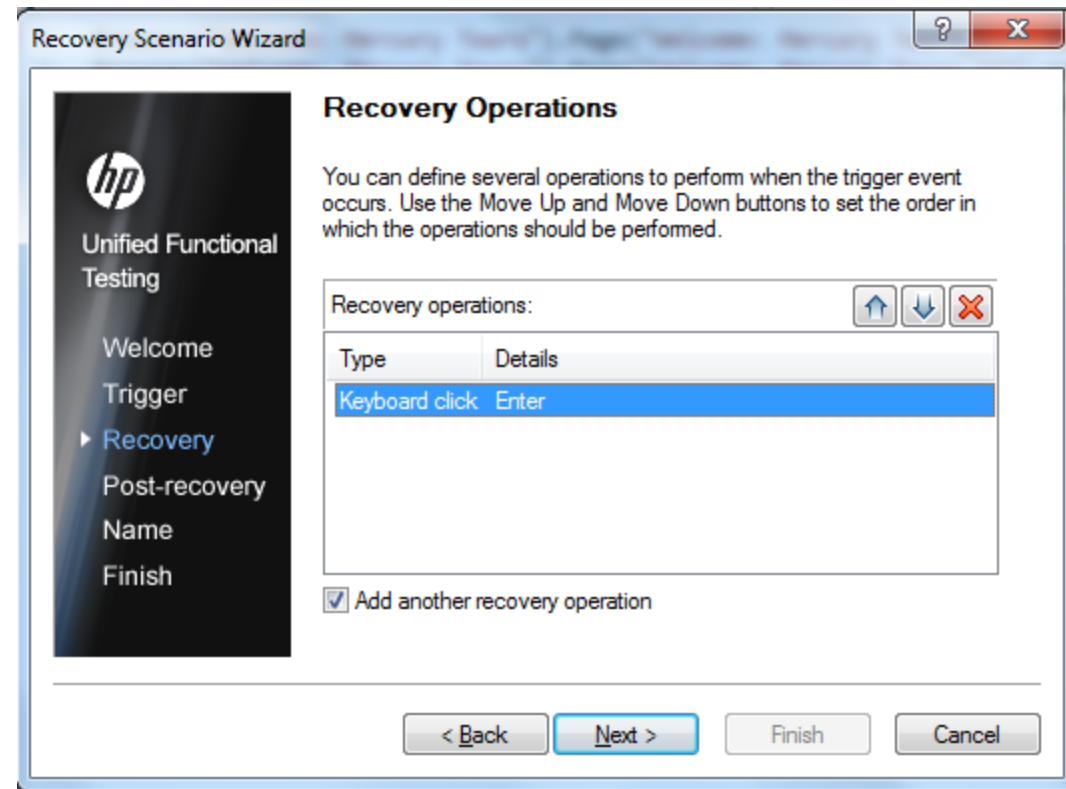 Recovery Scenario Wizard
?
hp
Unified Functional
Testing
Welcome
Trigger
Recovery
Post-recovery
Name
Finish
Recovery Operations
You can define several operations to perform when the trigger event
occurs. Use the Move Up and Move Down buttons to set the order in
which the operations should be performed.
Recovery operations:
Type Details
Keyboard click Enter
Add another recovery operation
< Back Next > Finish Cancel